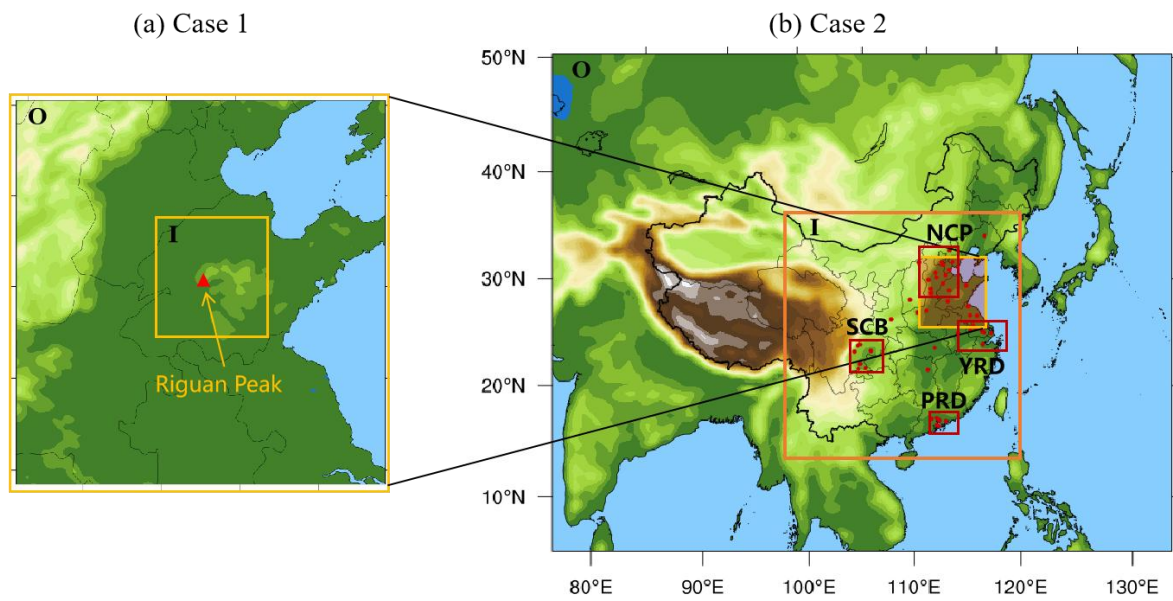 (a) Case 1
(b) Case 2
O
I
Riguan Peak
O
I
NCP
SCB
YRD
PRD
50°N
40°N
30°N
20°N
10°N
80°E
90°E
100°E
110°E
120°E
130°E